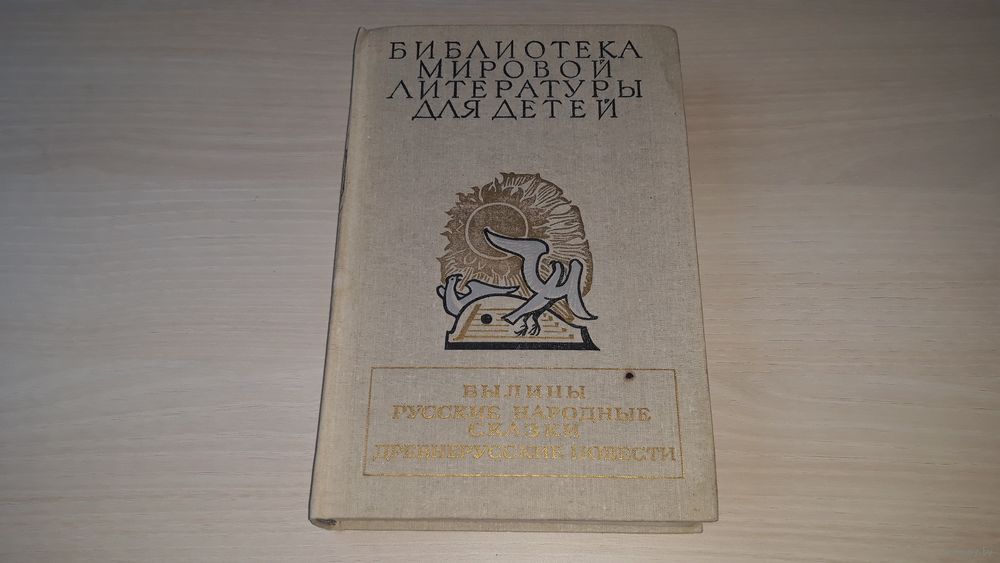 БИБЛИОТЕКА
МИРОВОЙ
ЛИТЕРАТУРЫ
ДЛЯ ДЕТЕЙ
БЫЛИНЫ
РУССКИЕ НАРОДНЫЕ
СКАЗКИ
ДРЕВНЕРУССКИЕ ПОВЕСТИ